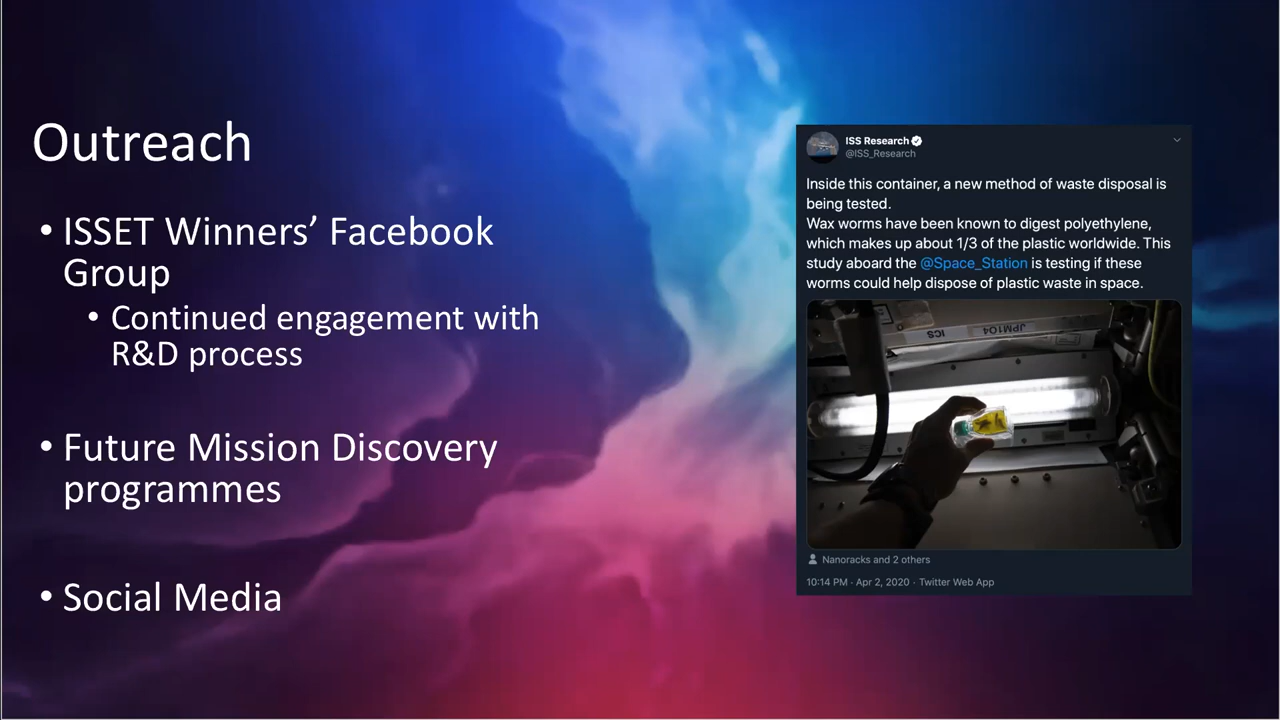 Outreach
• ISSET Winners’ Facebook
Group
• Continued engagement with
R&D process
• Future Mission Discovery
programmes
• Social Media
ISS Research
@ISS_Research
Inside this container, a new method of waste disposal is
being tested.
Wax worms have been known to digest polyethylene,
which makes up about 1/3 of the plastic worldwide. This
study aboard the @Space_Station is testing if these
worms could help dispose of plastic waste in space.
JPM1O4
ICS
Nanoracks and 2 others
10:14 PM · Apr 2, 2020 · Twitter Web App